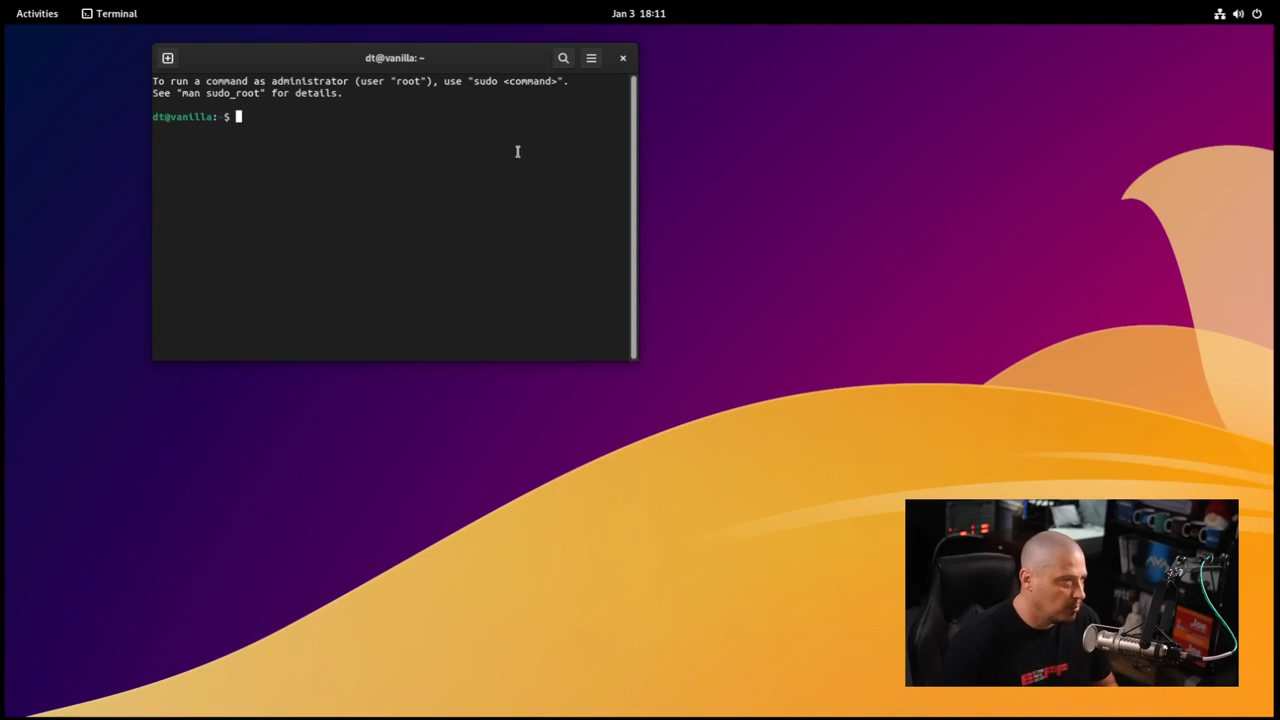 Activities
Terminal
Jan 3 18:11
dt@vanilla: ~
To run a command as administrator (user "root"), use "sudo <command>".
See "man sudo_root" for details.
dt@vanilla:~$